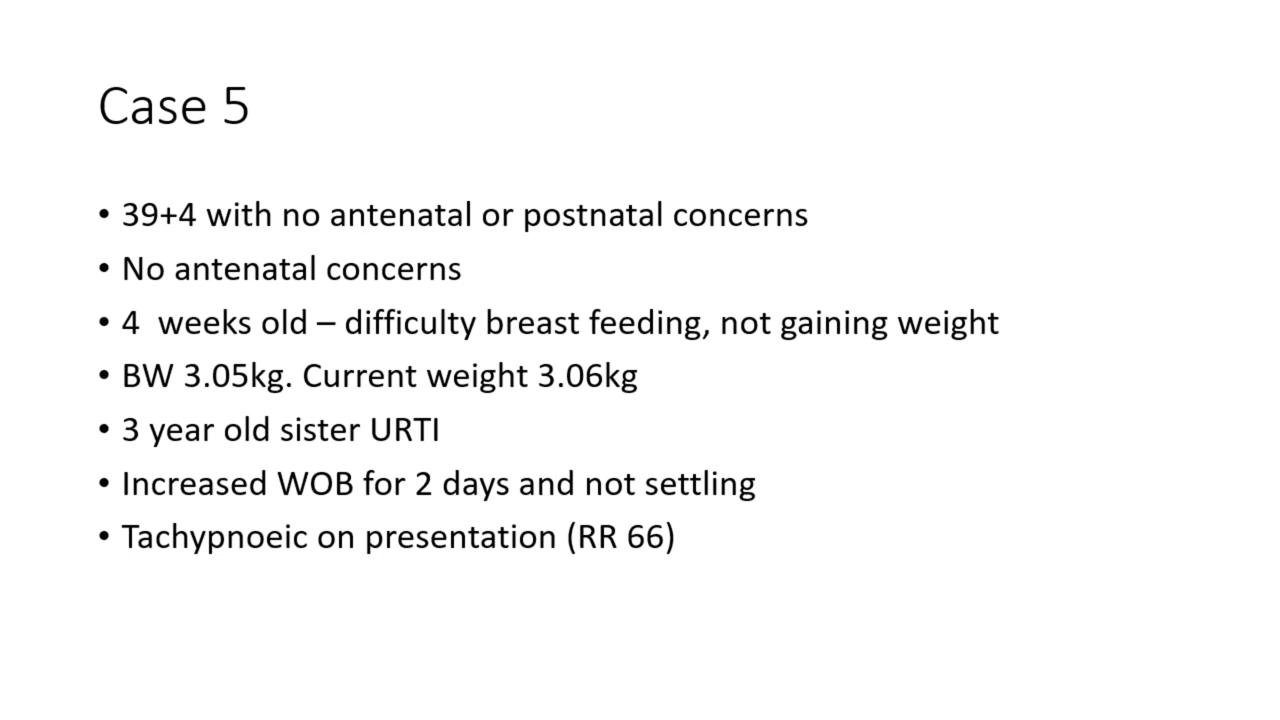 Case 5
• 39+4 with no antenatal or postnatal concerns
• No antenatal concerns
• 4  weeks old – difficulty breast feeding, not gaining weight
• BW 3.05kg. Current weight 3.06kg
• 3 year old sister URTI
• Increased WOB for 2 days and not settling
• Tachypnoeic on presentation (RR 66)